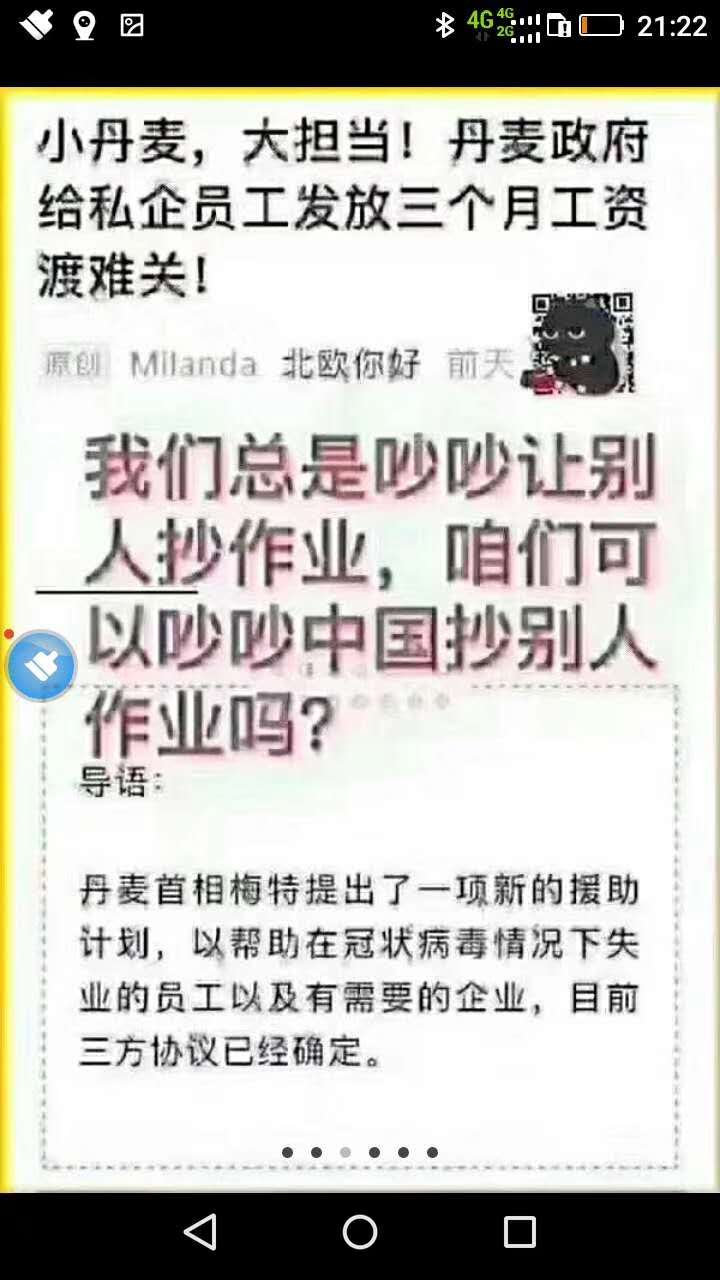 4G 4G 2G 21:22
小丹麦，大担当！丹麦政府
给私企员工发放三个月工资
渡难关！
原创 Milanda 北欧你好 前天
我们总是吵吵让别
人抄作业，咱们可
以吵吵中国抄别人
作业吗？
导语：
丹麦首相梅特提出了一项新的援助
计划，以帮助在冠状病毒情况下失
业的员工以及有需要的企业，目前
三方协议已经确定。